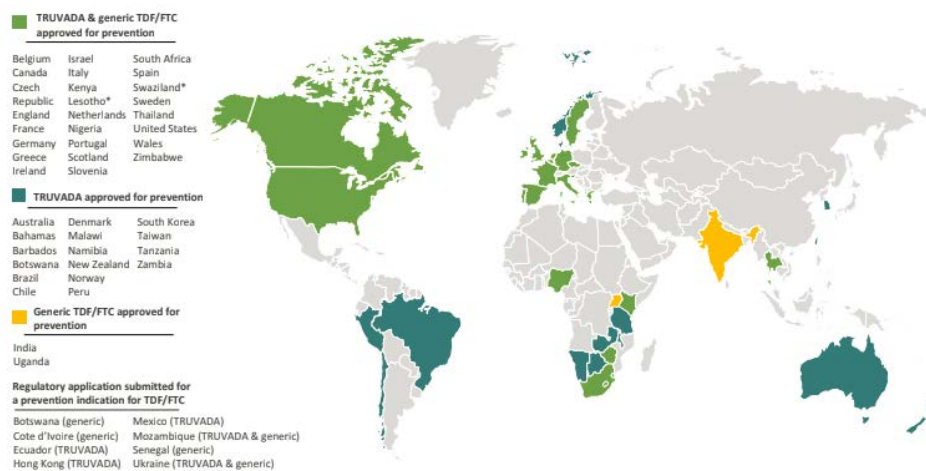 TRUVADA & generic TDF/FTC
approved for prevention
Belgium Israel South Africa
Canada Italy Spain
Czech Kenya Swaziland*
Republic Lesotho* Sweden
England Netherlands Thailand
France Nigeria United States
Germany Portugal Wales
Greece Scotland Zimbabwe
Ireland Slovenia
TRUVADA approved for prevention
Australia Denmark South Korea
Bahamas Malawi Taiwan
Barbados Namibia Tanzania
Botswana New Zealand Zambia
Brazil Norway
Chile Peru
Generic TDF/FTC approved for
prevention
India
Uganda
Regulatory application submitted for
a prevention indication for TDF/FTC
Botswana (generic) Mexico (TRUVADA)
Cote d'Ivoire (generic) Mozambique (TRUVADA & generic)
Ecuador (TRUVADA) Senegal (generic)
Hong Kong (TRUVADA) Ukraine (TRUVADA & generic)